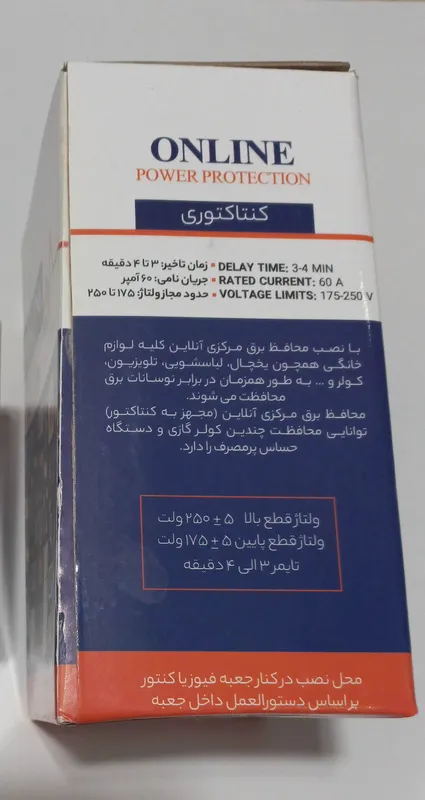 ONLINE
POWER PROTECTION
کنتاکتوری
زمان تاخیر: ۳ تا ۴ دقیقه ▪ DELAY TIME: 3-4 MIN
جریان نامی: ۶۰ آمپر ▪ RATED CURRENT: 60 A
حدود مجاز ولتاژ: ۱۷۵ تا ۲۵۰ ▪ VOLTAGE LIMITS: 175-250 V
با نصب محافظ برق مرکزی آنلاین کلیه لوازم
خانگی همچون یخچال، لباسشویی، تلویزیون،
کولر و ... به طور همزمان در برابر نوسانات برق
محافظت می شوند.
محافظ برق مرکزی آنلاین (مجهز به کنتاکتور)
توانایی محافظت چندین کولر گازی و دستگاه
حساس پرمصرف را دارد.
ولتاژ قطع بالا ۵ ± ۲۵۰ ولت
ولتاژ قطع پایین ۵ ± ۱۷۵ ولت
تایمر ۳ الی ۴ دقیقه
محل نصب در کنار جعبه فیوز یا کنتور
بر اساس دستورالعمل داخل جعبه